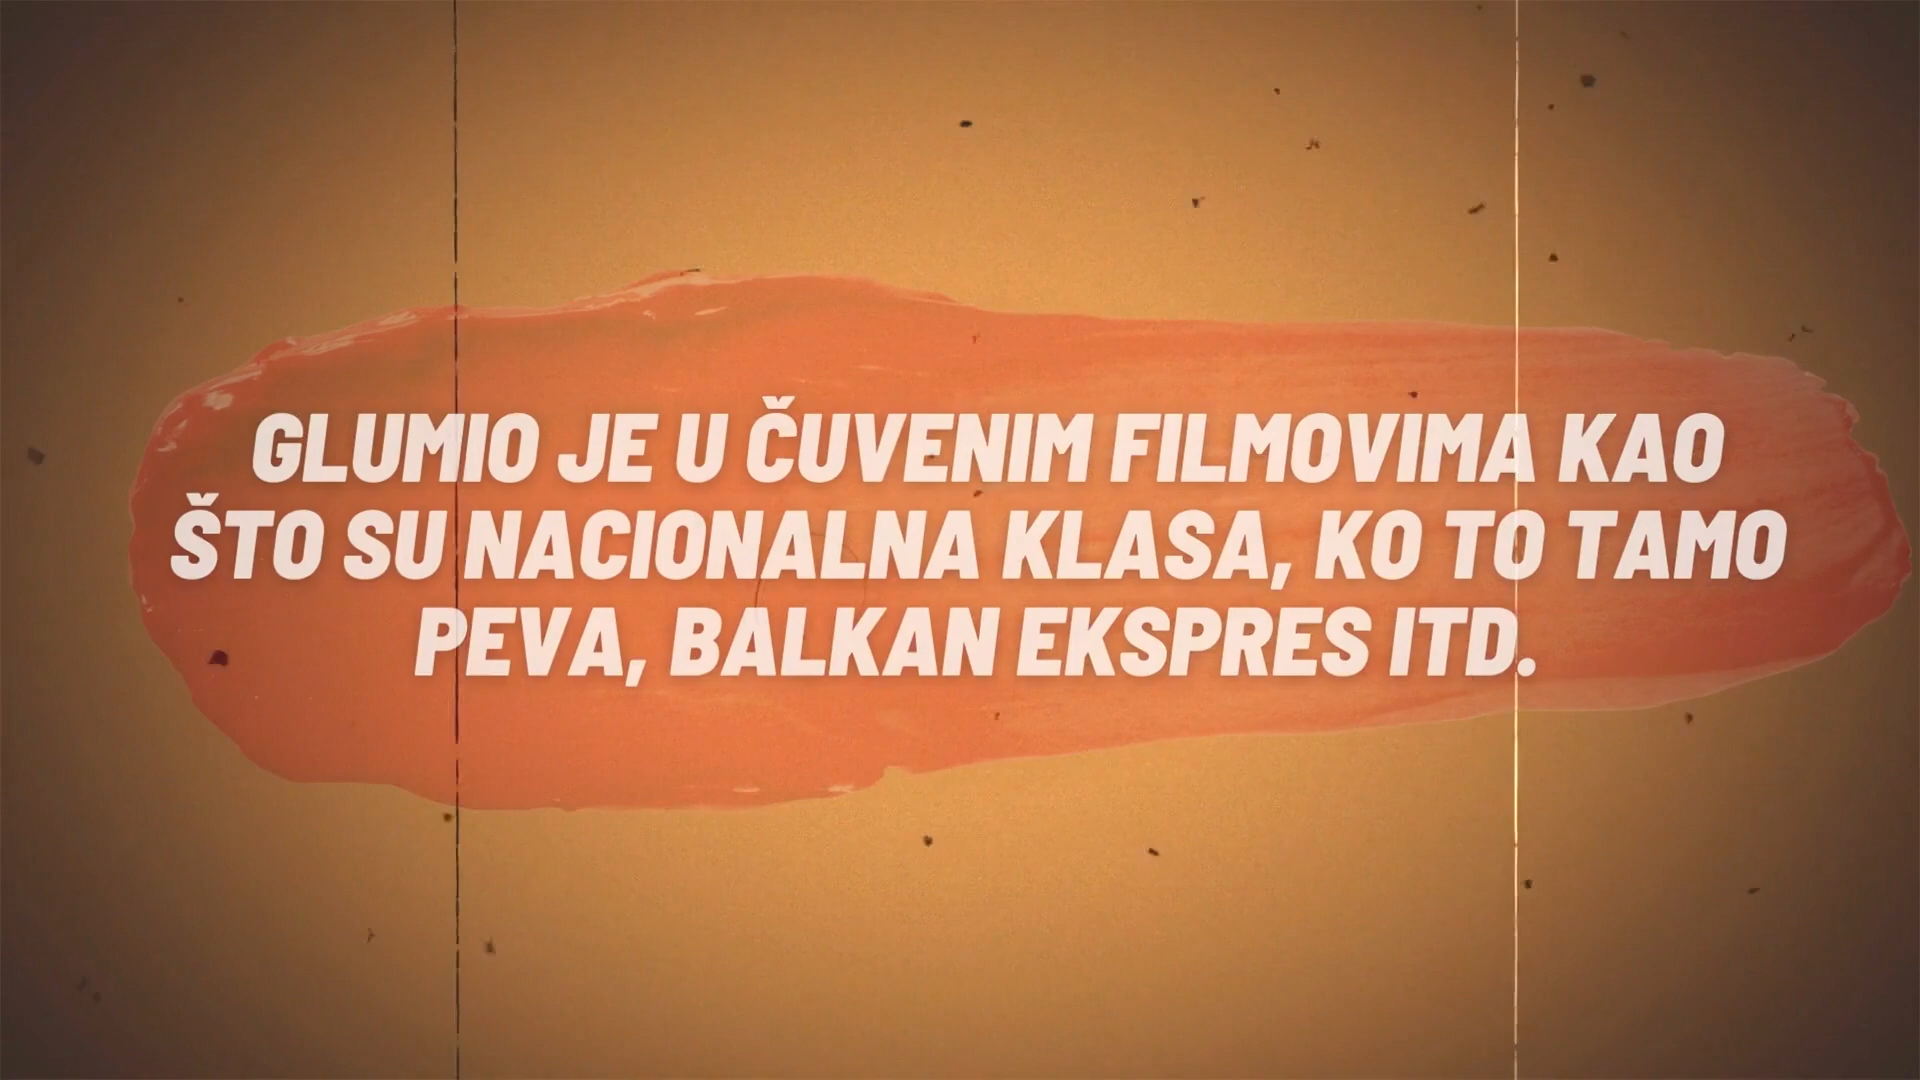 GLUMIO JE U ČUVENIM FILMOVIMA KAO
ŠTO SU NACIONALNA KLASA, KO TO TAMO
PEVA, BALKAN EKSPRES ITD.